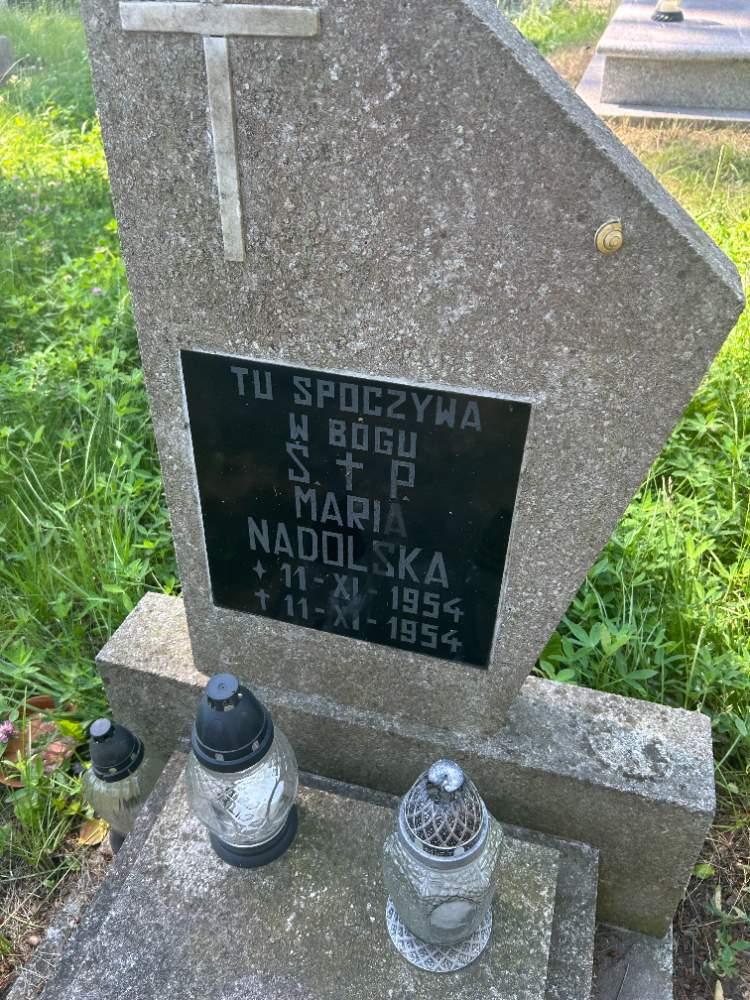 TU SPOCZYWA
W BOGU
Ś. † P.
MARIA
NADOLSKA
✦ 11-XI-1954
† 11-XI-1954